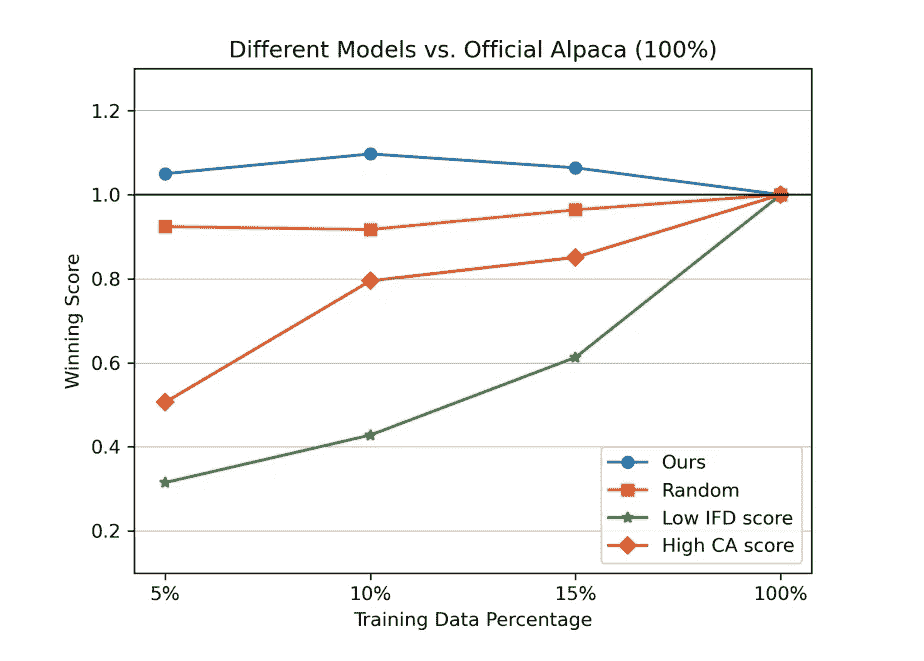 Different Models vs. Official Alpaca (100%)
Winning Score
1.2
1.0
0.8
0.6
0.4
0.2
Ours
Random
Low IFD score
High CA score
5%
10%
15%
100%
Training Data Percentage